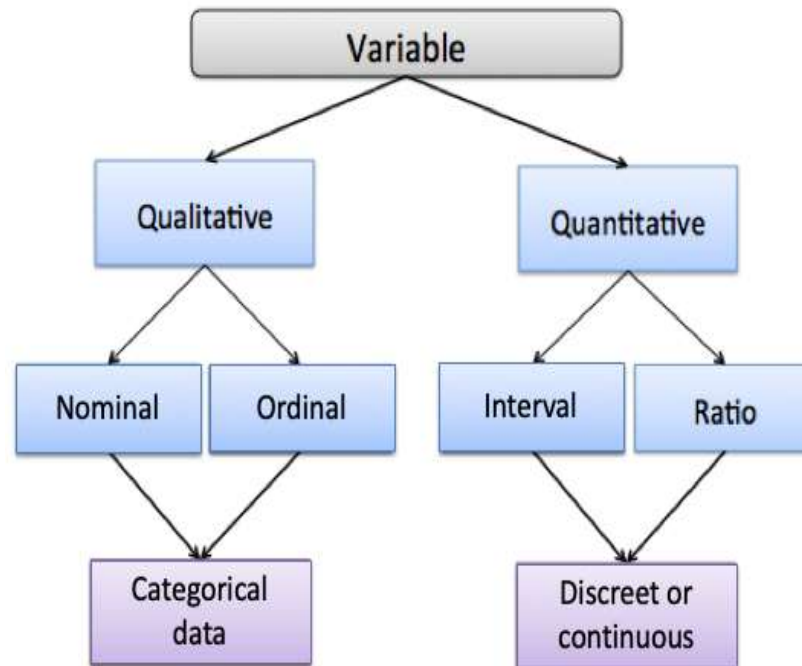 Variable
Qualitative
Quantitative
Nominal
Ordinal
Interval
Ratio
Categorical
data
Discreet or
continuous